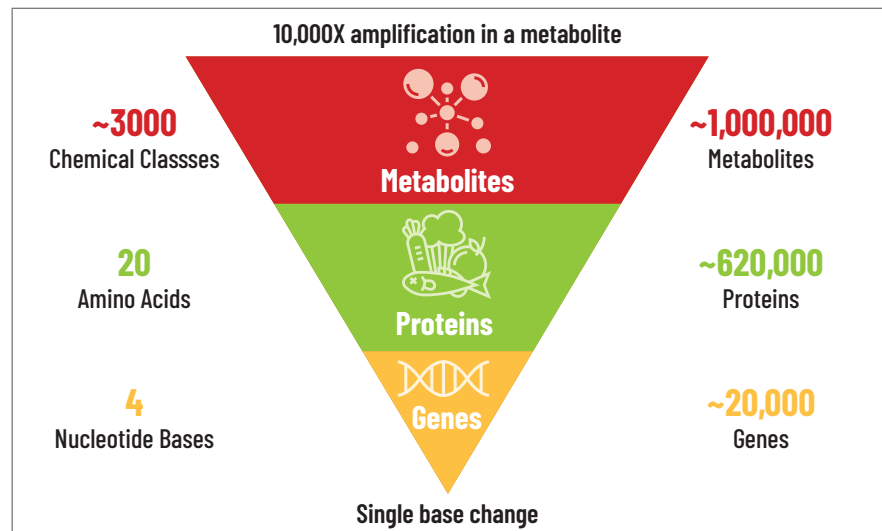 10,000X amplification in a metabolite
~3000
Chemical Classses
Metabolites
~1,000,000
Metabolites
20
Amino Acids
Proteins
~620,000
Proteins
4
Nucleotide Bases
Genes
~20,000
Genes
Single base change